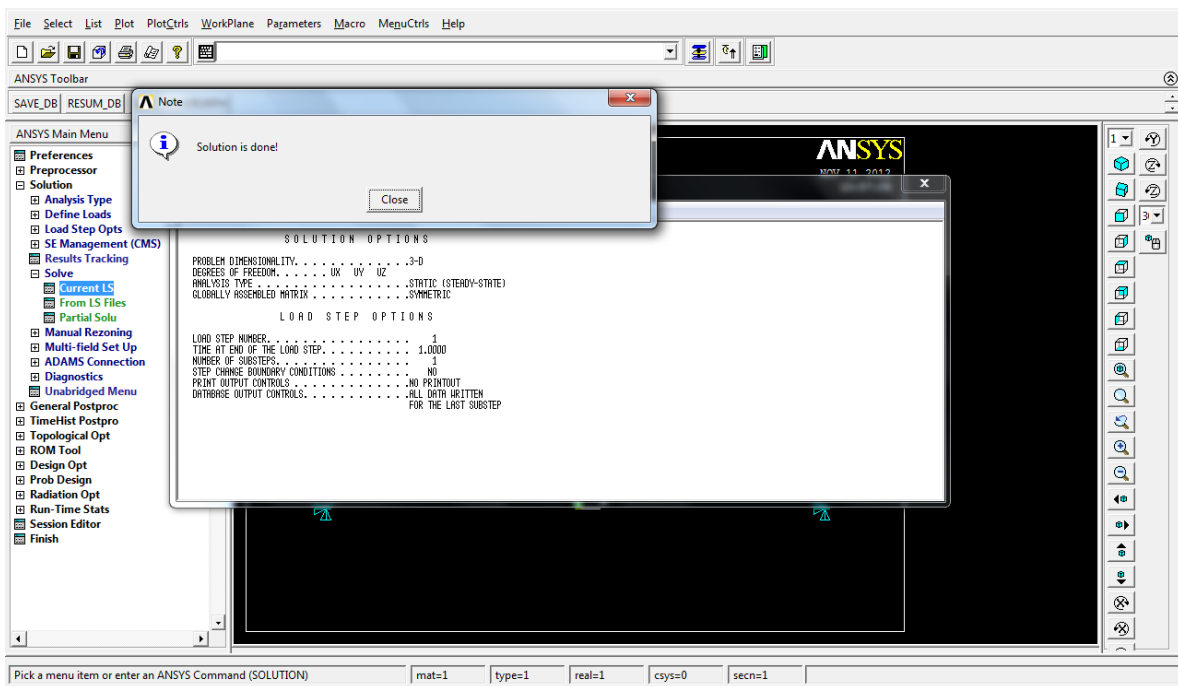 File Select List Plot PlotCtrls WorkPlane Parameters Macro MenuCtrls Help
ANSYS Toolbar
SAVE_DB RESUM_DB
Note
Solution is done!
Close
ANSYS Main Menu
Preferences
Preprocessor
Solution
Analysis Type
Define Loads
Load Step Opts
SE Management (CMS)
Results Tracking
Solve
Current LS
From LS Files
Partial Solu
Manual Rezoning
Multi-field Set Up
ADAMS Connection
Diagnostics
Unabridged Menu
General Postproc
TimeHist Postpro
Topological Opt
ROM Tool
Design Opt
Prob Design
Radiation Opt
Run-Time Stats
Session Editor
Finish
ANSYS
NOV 11 2012
SOLUTION OPTIONS
PROBLEM DIMENSIONALITY. . . . . . . . . . . . .3-D
DEGREES OF FREEDOM. . . . . . UX UY UZ
ANALYSIS TYPE . . . . . . . . . . . . . . . . .STATIC (STEADY-STATE)
GLOBALLY ASSEMBLED MATRIX . . . . . . . . . . .SYMMETRIC
LOAD STEP OPTIONS
LOAD STEP NUMBER. . . . . . . . . . . . . . . . 1
TIME AT END OF THE LOAD STEP. . . . . . . . . . 1.0000
NUMBER OF SUBSTEPS. . . . . . . . . . . . . . . 1
STEP CHANGE BOUNDARY CONDITIONS . . . . . . . . NO
PRINT OUTPUT CONTROLS . . . . . . . . . . . . .NO PRINTOUT
DATABASE OUTPUT CONTROLS. . . . . . . . . . . .ALL DATA WRITTEN
FOR THE LAST SUBSTEP
1
Pick a menu item or enter an ANSYS Command (SOLUTION) mat=1 type=1 real=1 csys=0 secn=1